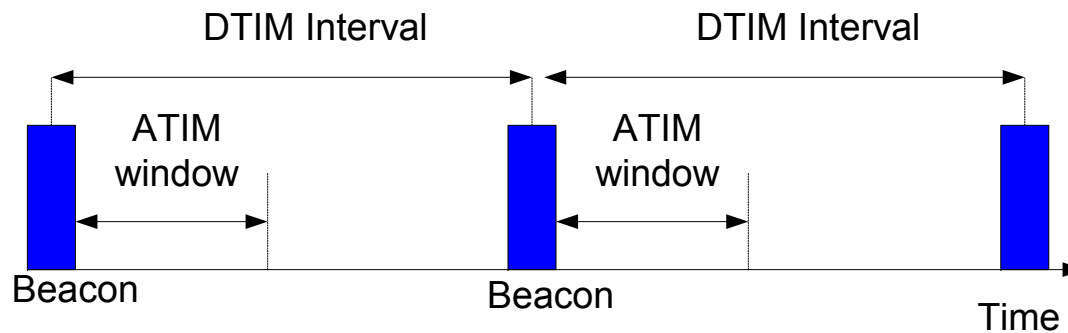 DTIM Interval
DTIM Interval
ATIM
window
ATIM
window
Beacon
Beacon
Time